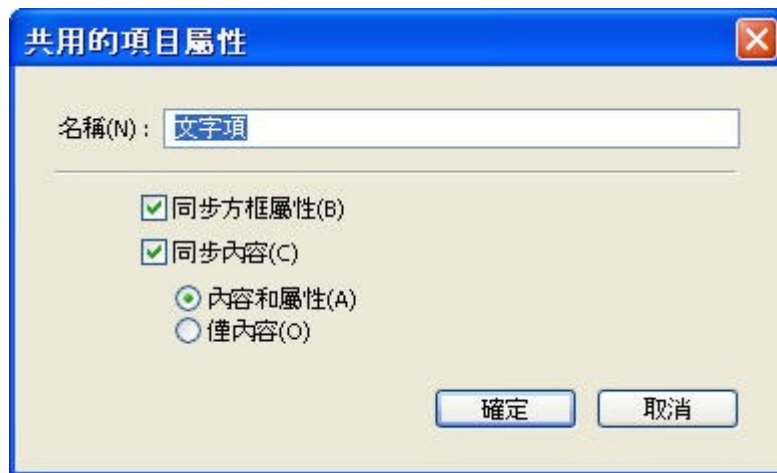 共用的項目屬性
名稱(N)： 文字項
同步方框屬性(B)
同步內容(C)
內容和屬性(A)
僅內容(O)
確定 取消